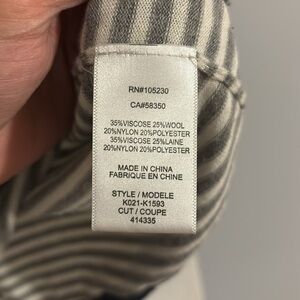 RN#105230
CA#58350
35%VISCOSE 25%WOOL
20%NYLON 20%POLYESTER
35%VISCOSE 25%LAINE
20%NYLON 20%POLYESTER
MADE IN CHINA
FABRIQUE EN CHINE
STYLE / MODELE
K021-K1593
CUT / COUPE
414335